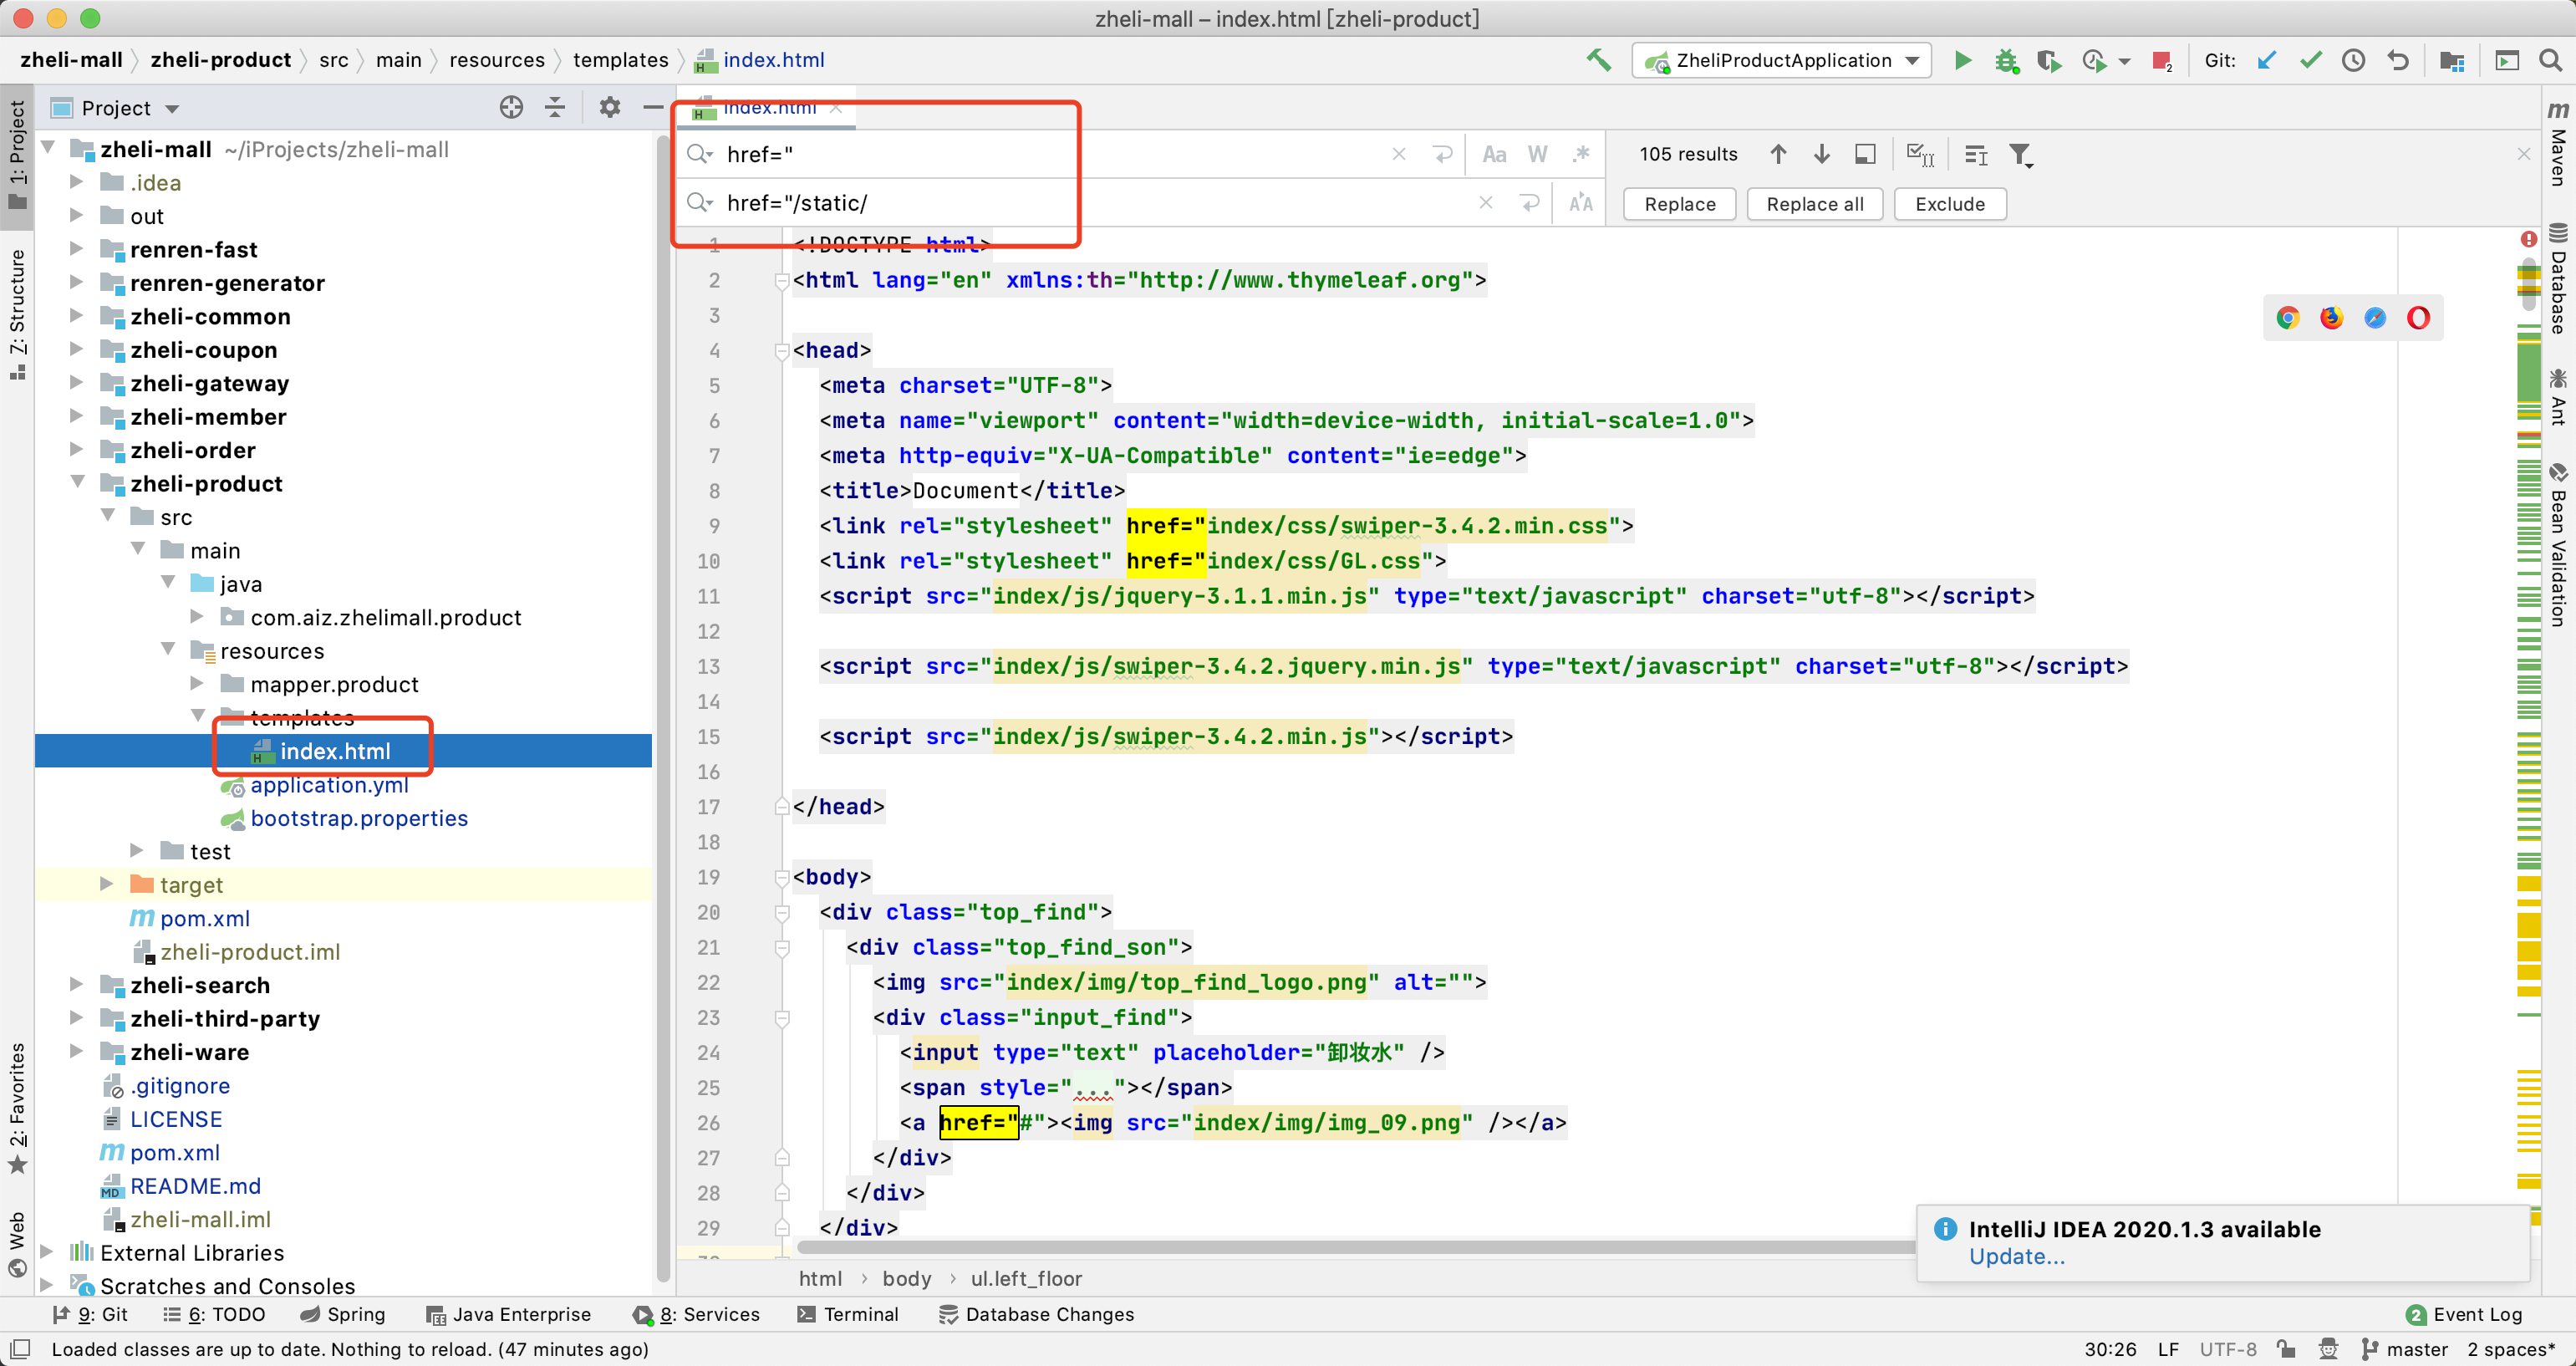 zheli-mall – index.html [zheli-product]
zheli-mall zheli-product src main resources templates index.html
ZheliProductApplication
2
Git:
1: Project
7: Structure
2: Favorites
Web
Project
zheli-mall ~/iProjects/zheli-mall
.idea
out
renren-fast
renren-generator
zheli-common
zheli-coupon
zheli-gateway
zheli-member
zheli-order
zheli-product
src
main
java
com.aiz.zhelimall.product
resources
mapper.product
templates
index.html
application.yml
bootstrap.properties
test
target
pom.xml
zheli-product.iml
zheli-search
zheli-third-party
zheli-ware
.gitignore
LICENSE
pom.xml
README.md
zheli-mall.iml
External Libraries
Scratches and Consoles
index.html
href=" Aa W .* 105 results
href="/static/ Replace Replace all Exclude
1 <!DOCTYPE html>
2 <html lang="en" xmlns:th="http://www.thymeleaf.org">
3
4 <head>
5 <meta charset="UTF-8">
6 <meta name="viewport" content="width=device-width, initial-scale=1.0">
7 <meta http-equiv="X-UA-Compatible" content="ie=edge">
8 <title>Document</title>
9 <link rel="stylesheet" href="index/css/swiper-3.4.2.min.css">
10 <link rel="stylesheet" href="index/css/GL.css">
11 <script src="index/js/jquery-3.1.1.min.js" type="text/javascript" charset="utf-8"></script>
12
13 <script src="index/js/swiper-3.4.2.jquery.min.js" type="text/javascript" charset="utf-8"></script>
14
15 <script src="index/js/swiper-3.4.2.min.js"></script>
16
17 </head>
18
19 <body>
20 <div class="top_find">
21 <div class="top_find_son">
22 <img src="index/img/top_find_logo.png" alt="">
23 <div class="input_find">
24 <input type="text" placeholder="卸妆水" />
25 <span style="..."></span>
26 <a href="#"><img src="index/img/img_09.png" /></a>
27 </div>
28 </div>
29 </div>
html body ul.left_floor
Maven
Database
Ant
Bean Validation
IntelliJ IDEA 2020.1.3 available
Update...
9: Git 6: TODO Spring Java Enterprise 8: Services Terminal Database Changes 2 Event Log
Loaded classes are up to date. Nothing to reload. (47 minutes ago) 30:26 LF UTF-8 master 2 spaces*